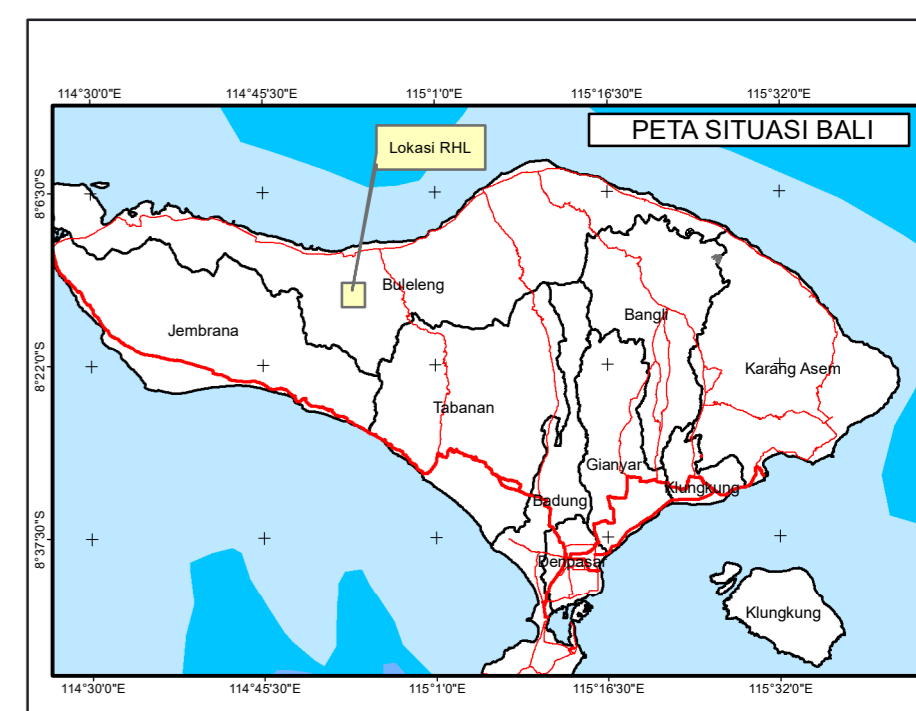 114°30'0"E 114°45'30"E 115°1'0"E 115°16'30"E 115°32'0"E
PETA SITUASI BALI
Lokasi RHL
8°6'30"S
Buleleng
Bangli
Jembrana
8°22'0"S
Karang Asem
Tabanan
Gianyar
Klungkung
Badung
8°37'30"S
Denpasar
Klungkung
114°30'0"E 114°45'30"E 115°1'0"E 115°16'30"E 115°32'0"E